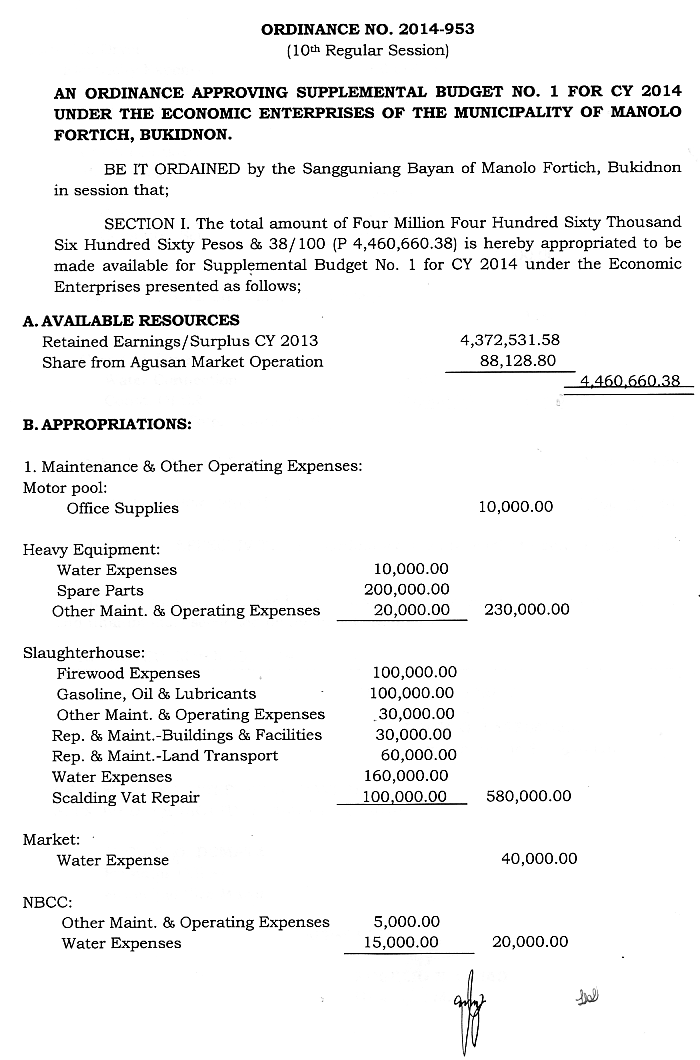 ORDINANCE NO. 2014-953
(10th Regular Session)
AN ORDINANCE APPROVING SUPPLEMENTAL BUDGET NO. 1 FOR CY 2014
UNDER THE ECONOMIC ENTERPRISES OF THE MUNICIPALITY OF MANOLO
FORTICH, BUKIDNON.
BE IT ORDAINED by the Sangguniang Bayan of Manolo Fortich, Bukidnon
in session that;
SECTION I. The total amount of Four Million Four Hundred Sixty Thousand
Six Hundred Sixty Pesos & 38/100 (P 4,460,660.38) is hereby appropriated to be
made available for Supplemental Budget No. 1 for CY 2014 under the Economic
Enterprises presented as follows;
A. AVAILABLE RESOURCES
Retained Earnings/Surplus CY 2013 4,372,531.58
Share from Agusan Market Operation 88,128.80
4,460,660.38
B. APPROPRIATIONS:
1. Maintenance & Other Operating Expenses:
Motor pool:
Office Supplies 10,000.00
Heavy Equipment:
Water Expenses 10,000.00
Spare Parts 200,000.00
Other Maint. & Operating Expenses 20,000.00 230,000.00
Slaughterhouse:
Firewood Expenses 100,000.00
Gasoline, Oil & Lubricants 100,000.00
Other Maint. & Operating Expenses 30,000.00
Rep. & Maint.-Buildings & Facilities 30,000.00
Rep. & Maint.-Land Transport 60,000.00
Water Expenses 160,000.00
Scalding Vat Repair 100,000.00 580,000.00
Market:
Water Expense 40,000.00
NBCC:
Other Maint. & Operating Expenses 5,000.00
Water Expenses 15,000.00 20,000.00